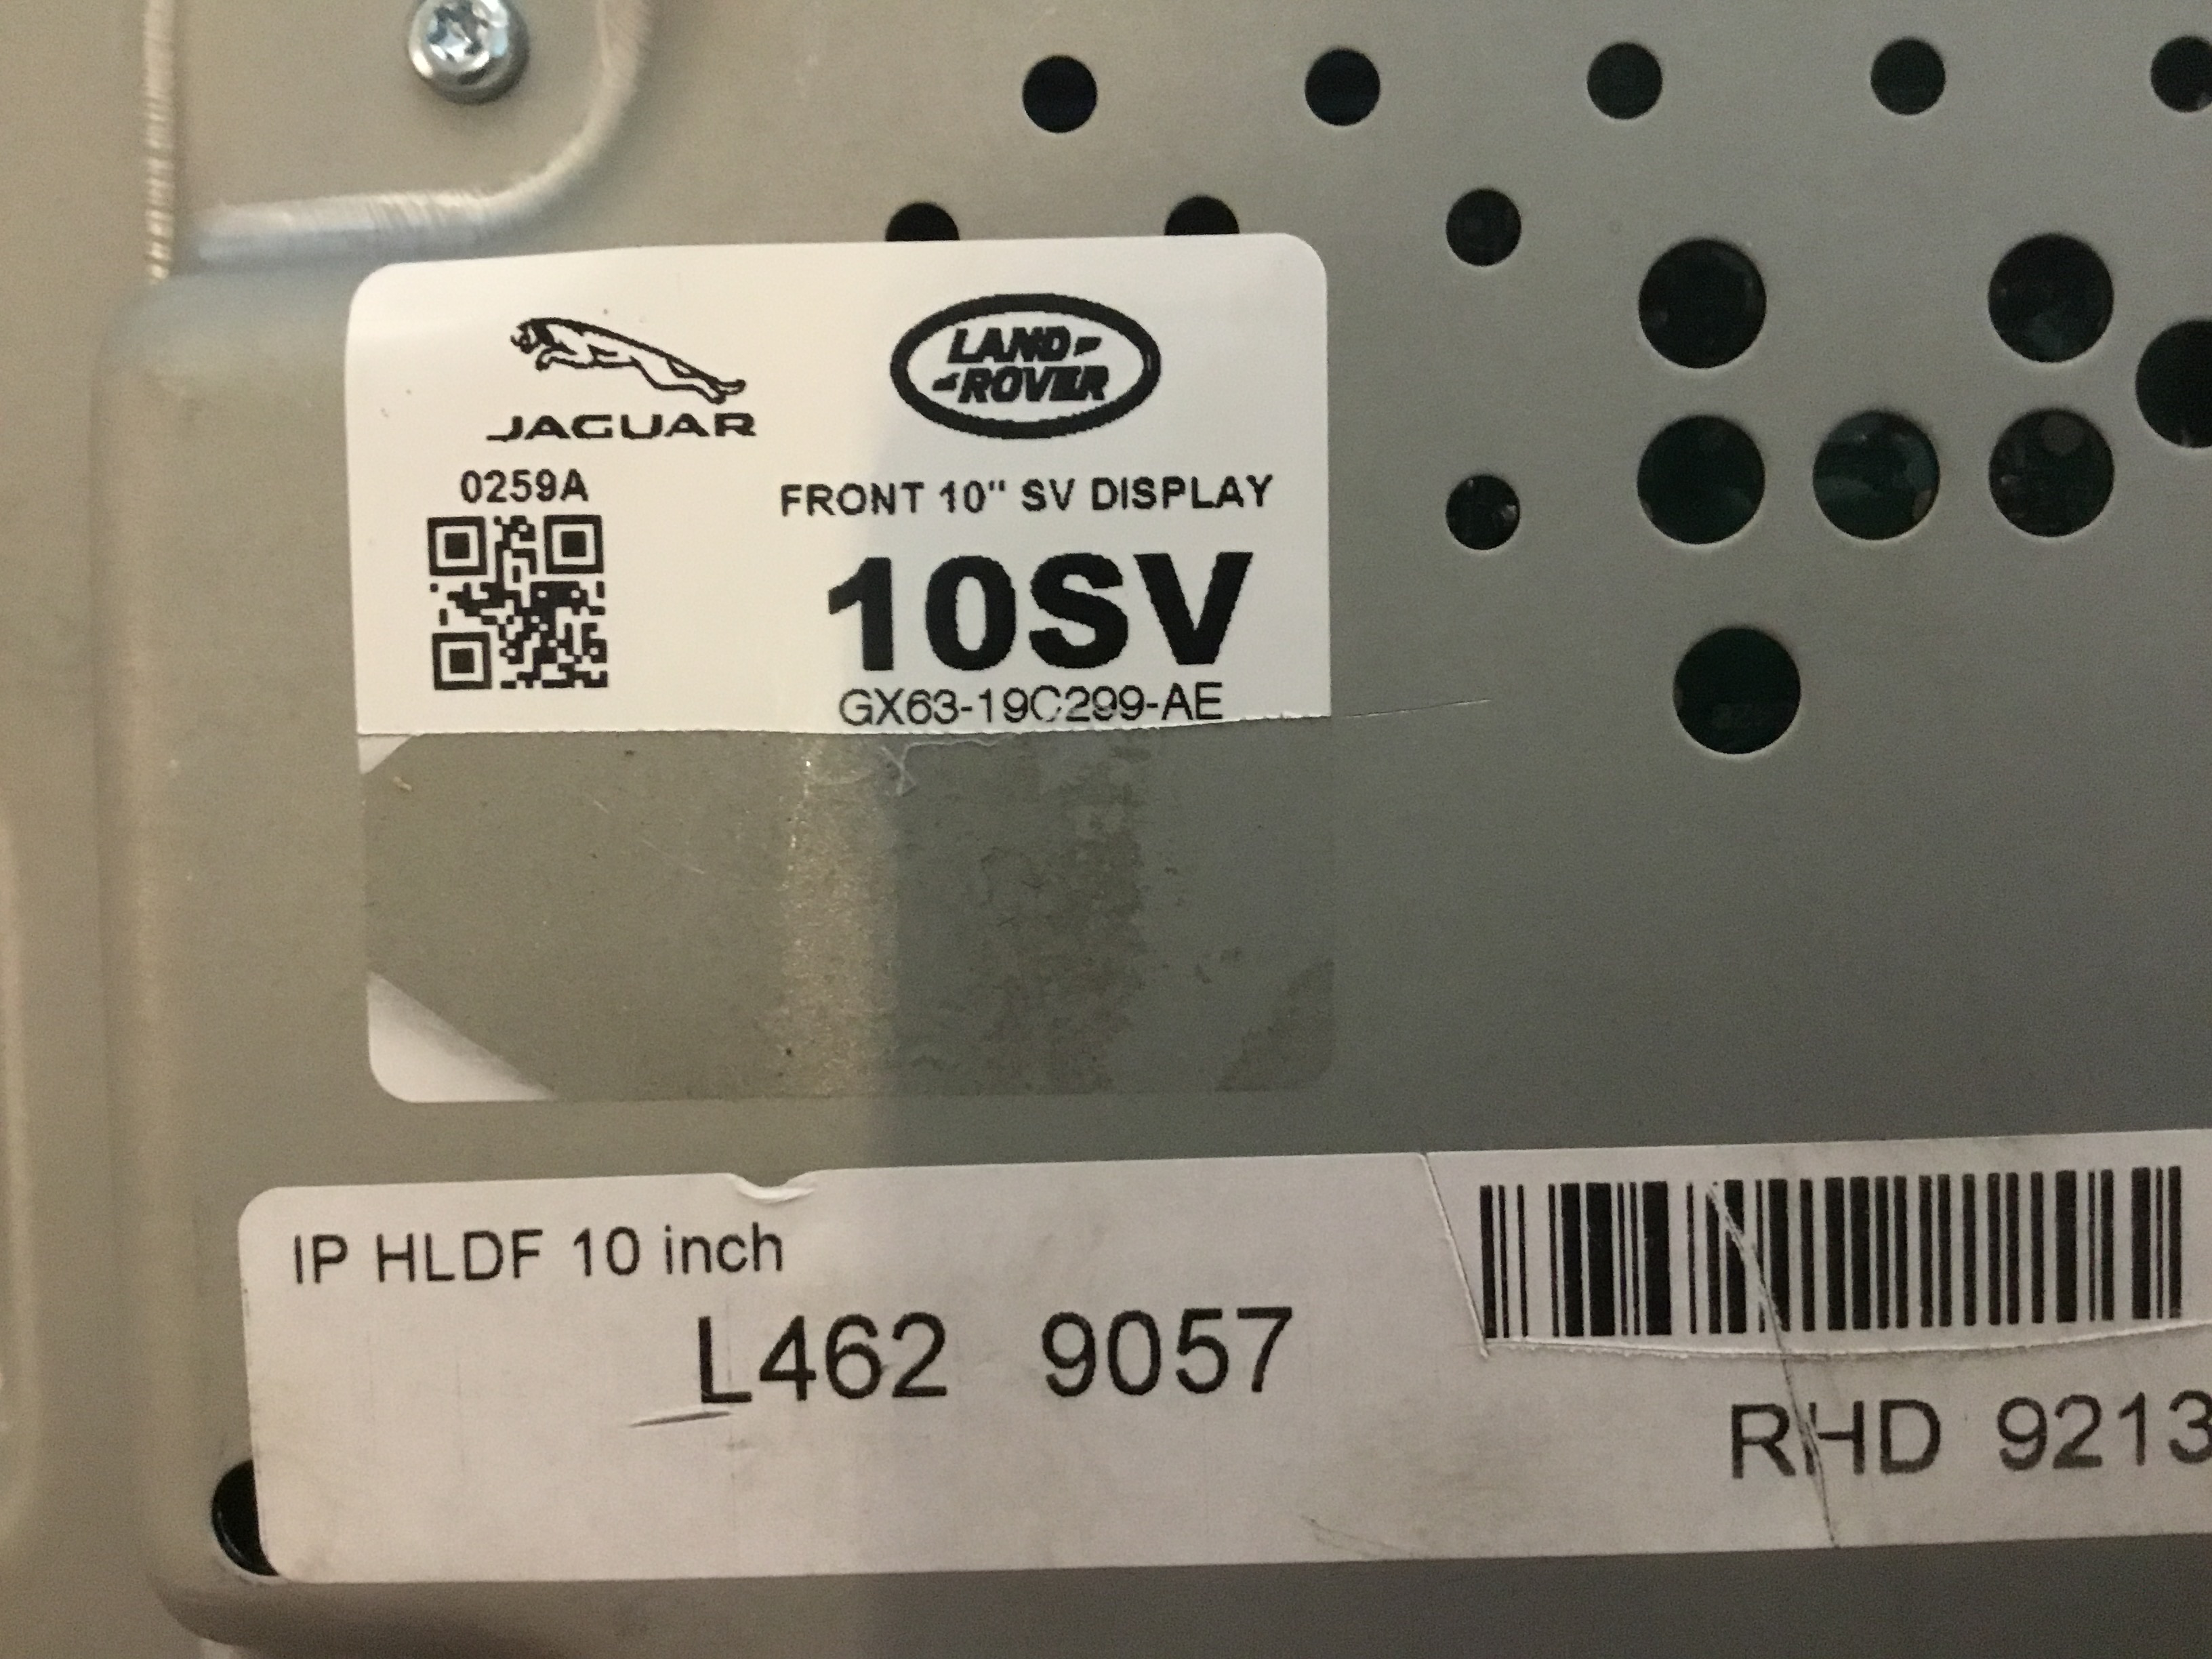 JAGUAR
LAND
ROVER
0259A
FRONT 10" SV DISPLAY
10SV
GX63-19C299-AE
IP HLDF 10 inch
L462 9057
RHD 9213